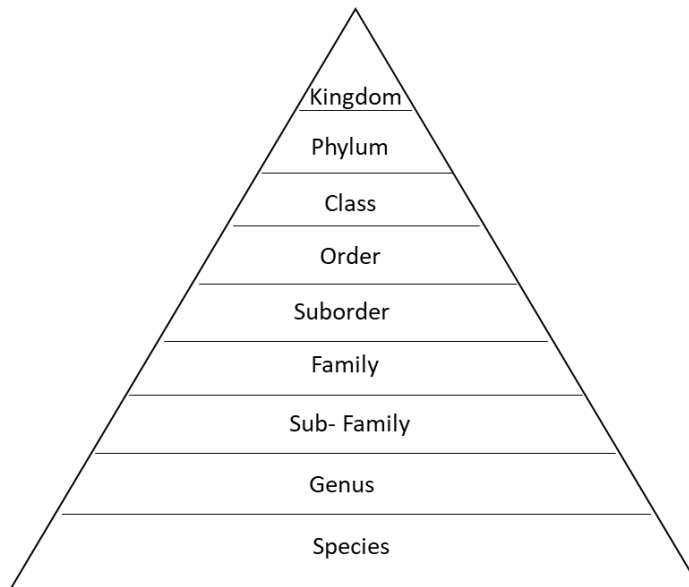 Kingdom
Phylum
Class
Order
Suborder
Family
Sub- Family
Genus
Species